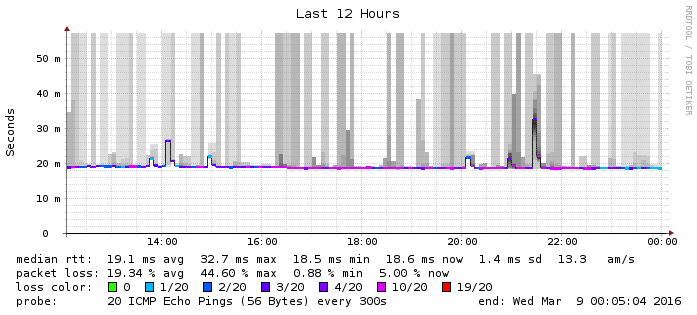 Last 12 Hours
RRDTOOL / TOBI OETIKER
Seconds
50 m
40 m
30 m
20 m
10 m
0
14:00 16:00 18:00 20:00 22:00 00:00
median rtt: 19.1 ms avg 32.7 ms max 18.5 ms min 18.6 ms now 1.4 ms sd 13.3 am/s
packet loss: 19.34 % avg 44.60 % max 0.88 % min 5.00 % now
loss color: 0 1/20 2/20 3/20 4/20 10/20 19/20
probe: 20 ICMP Echo Pings (56 Bytes) every 300s end: Wed Mar 9 00:05:04 2016